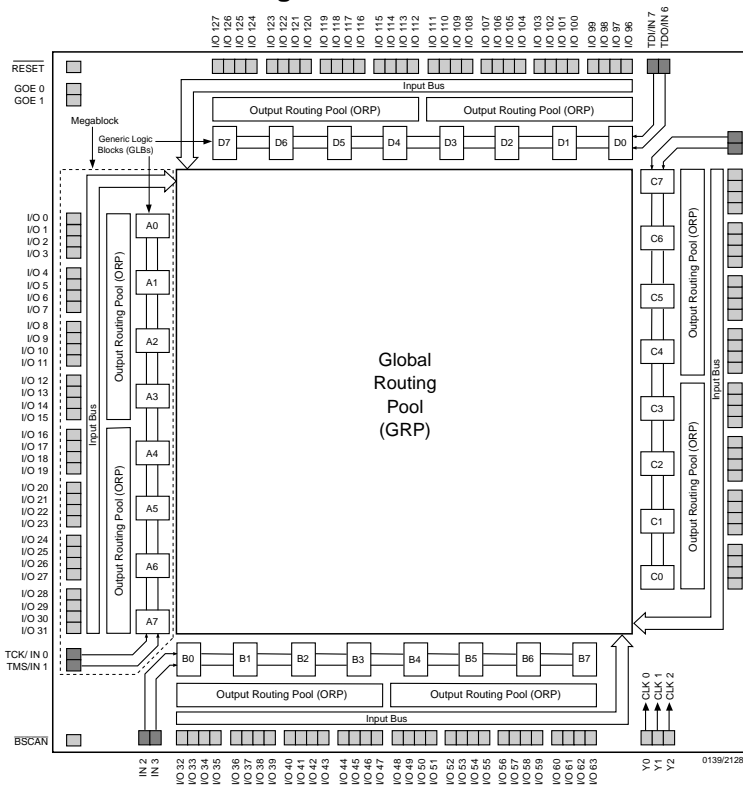 I/O 127
I/O 126
I/O 125
I/O 124
I/O 123
I/O 122
I/O 121
I/O 120
I/O 119
I/O 118
I/O 117
I/O 116
I/O 115
I/O 114
I/O 113
I/O 112
I/O 111
I/O 110
I/O 109
I/O 108
I/O 107
I/O 106
I/O 105
I/O 104
I/O 103
I/O 102
I/O 101
I/O 100
I/O 99
I/O 98
I/O 97
I/O 96
TDI/IN 7
TDO/IN 6
RESET
GOE 0
GOE 1
Input Bus
Output Routing Pool (ORP)
Output Routing Pool (ORP)
Megablock
Generic Logic
Blocks (GLBs)
D7
D6
D5
D4
D3
D2
D1
D0
I/O 0
I/O 1
I/O 2
I/O 3
I/O 4
I/O 5
I/O 6
I/O 7
I/O 8
I/O 9
I/O 10
I/O 11
I/O 12
I/O 13
I/O 14
I/O 15
I/O 16
I/O 17
I/O 18
I/O 19
I/O 20
I/O 21
I/O 22
I/O 23
I/O 24
I/O 25
I/O 26
I/O 27
I/O 28
I/O 29
I/O 30
I/O 31
TCK/ IN 0
TMS/IN 1
Input Bus
Output Routing Pool (ORP)
Output Routing Pool (ORP)
A0
A1
A2
A3
A4
A5
A6
A7
Global
Routing
Pool
(GRP)
C7
C6
C5
C4
C3
C2
C1
C0
Output Routing Pool (ORP)
Output Routing Pool (ORP)
Input Bus
B0
B1
B2
B3
B4
B5
B6
B7
Output Routing Pool (ORP)
Output Routing Pool (ORP)
Input Bus
CLK 0
CLK 1
CLK 2
BSCAN
IN 2
IN 3
I/O 32
I/O 33
I/O 34
I/O 35
I/O 36
I/O 37
I/O 38
I/O 39
I/O 40
I/O 41
I/O 42
I/O 43
I/O 44
I/O 45
I/O 46
I/O 47
I/O 48
I/O 49
I/O 50
I/O 51
I/O 52
I/O 53
I/O 54
I/O 55
I/O 56
I/O 57
I/O 58
I/O 59
I/O 60
I/O 61
I/O 62
I/O 63
Y0
Y1
Y2
0139/2128